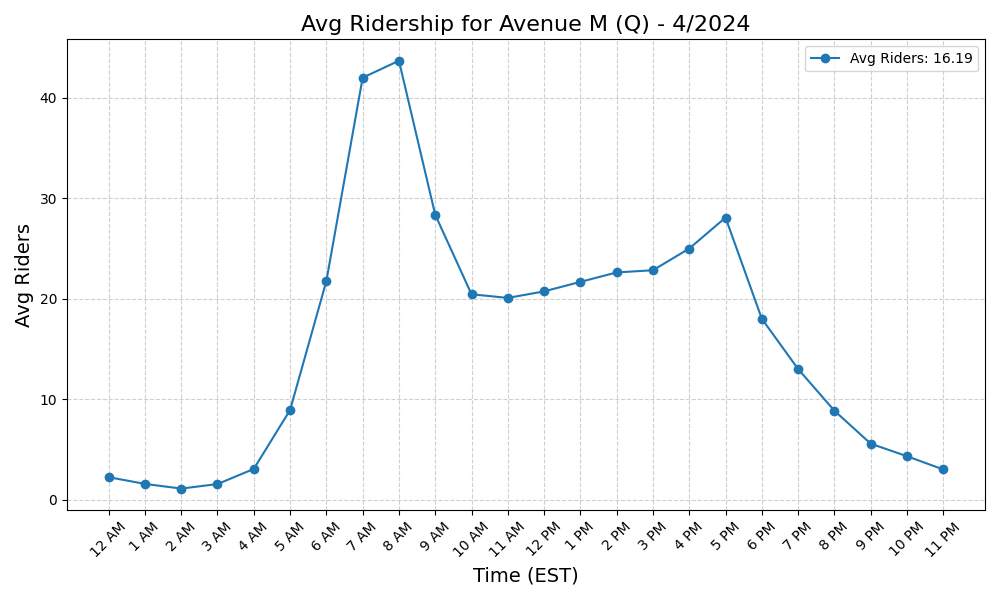 Avg Ridership for Avenue M (Q) - 4/2024
Avg Riders: 16.19
Avg Riders
40
30
20
10
0
12 AM
1 AM
2 AM
3 AM
4 AM
5 AM
6 AM
7 AM
8 AM
9 AM
10 AM
11 AM
12 PM
1 PM
2 PM
3 PM
4 PM
5 PM
6 PM
7 PM
8 PM
9 PM
10 PM
11 PM
Time (EST)